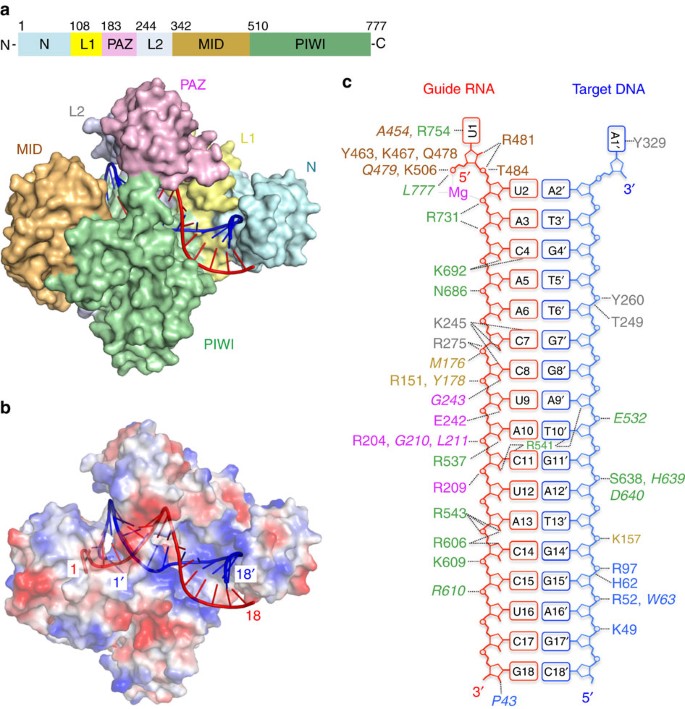 a
1 108 183 244 342 510 777
N- N L1 PAZ L2 MID PIWI -C
PAZ
L2
L1
MID
N
PIWI
b
1
1′
18′
18
c
Guide RNA Target DNA
A454, R754
U1
R481
A1′
Y329
Y463, K467, Q478
Q479, K506
5′
T484
L777
Mg
3′
U2 A2′
R731
A3 T3′
C4 G4′
K692
A5 T5′
N686
Y260
A6 T6′
T249
K245
C7 G7′
R275
M176
C8 G8′
R151, Y178
G243
U9 A9′
E242
E532
A10 T10′
R204, G210, L211
R541
R537
C11 G11′
S638, H639
R209
U12 A12′
D640
R543
A13 T13′
K157
R606
C14 G14′
K609
R97
C15 G15′
H62
R610
R52, W63
U16 A16′
K49
C17 G17′
G18 C18′
3′
P43
5′